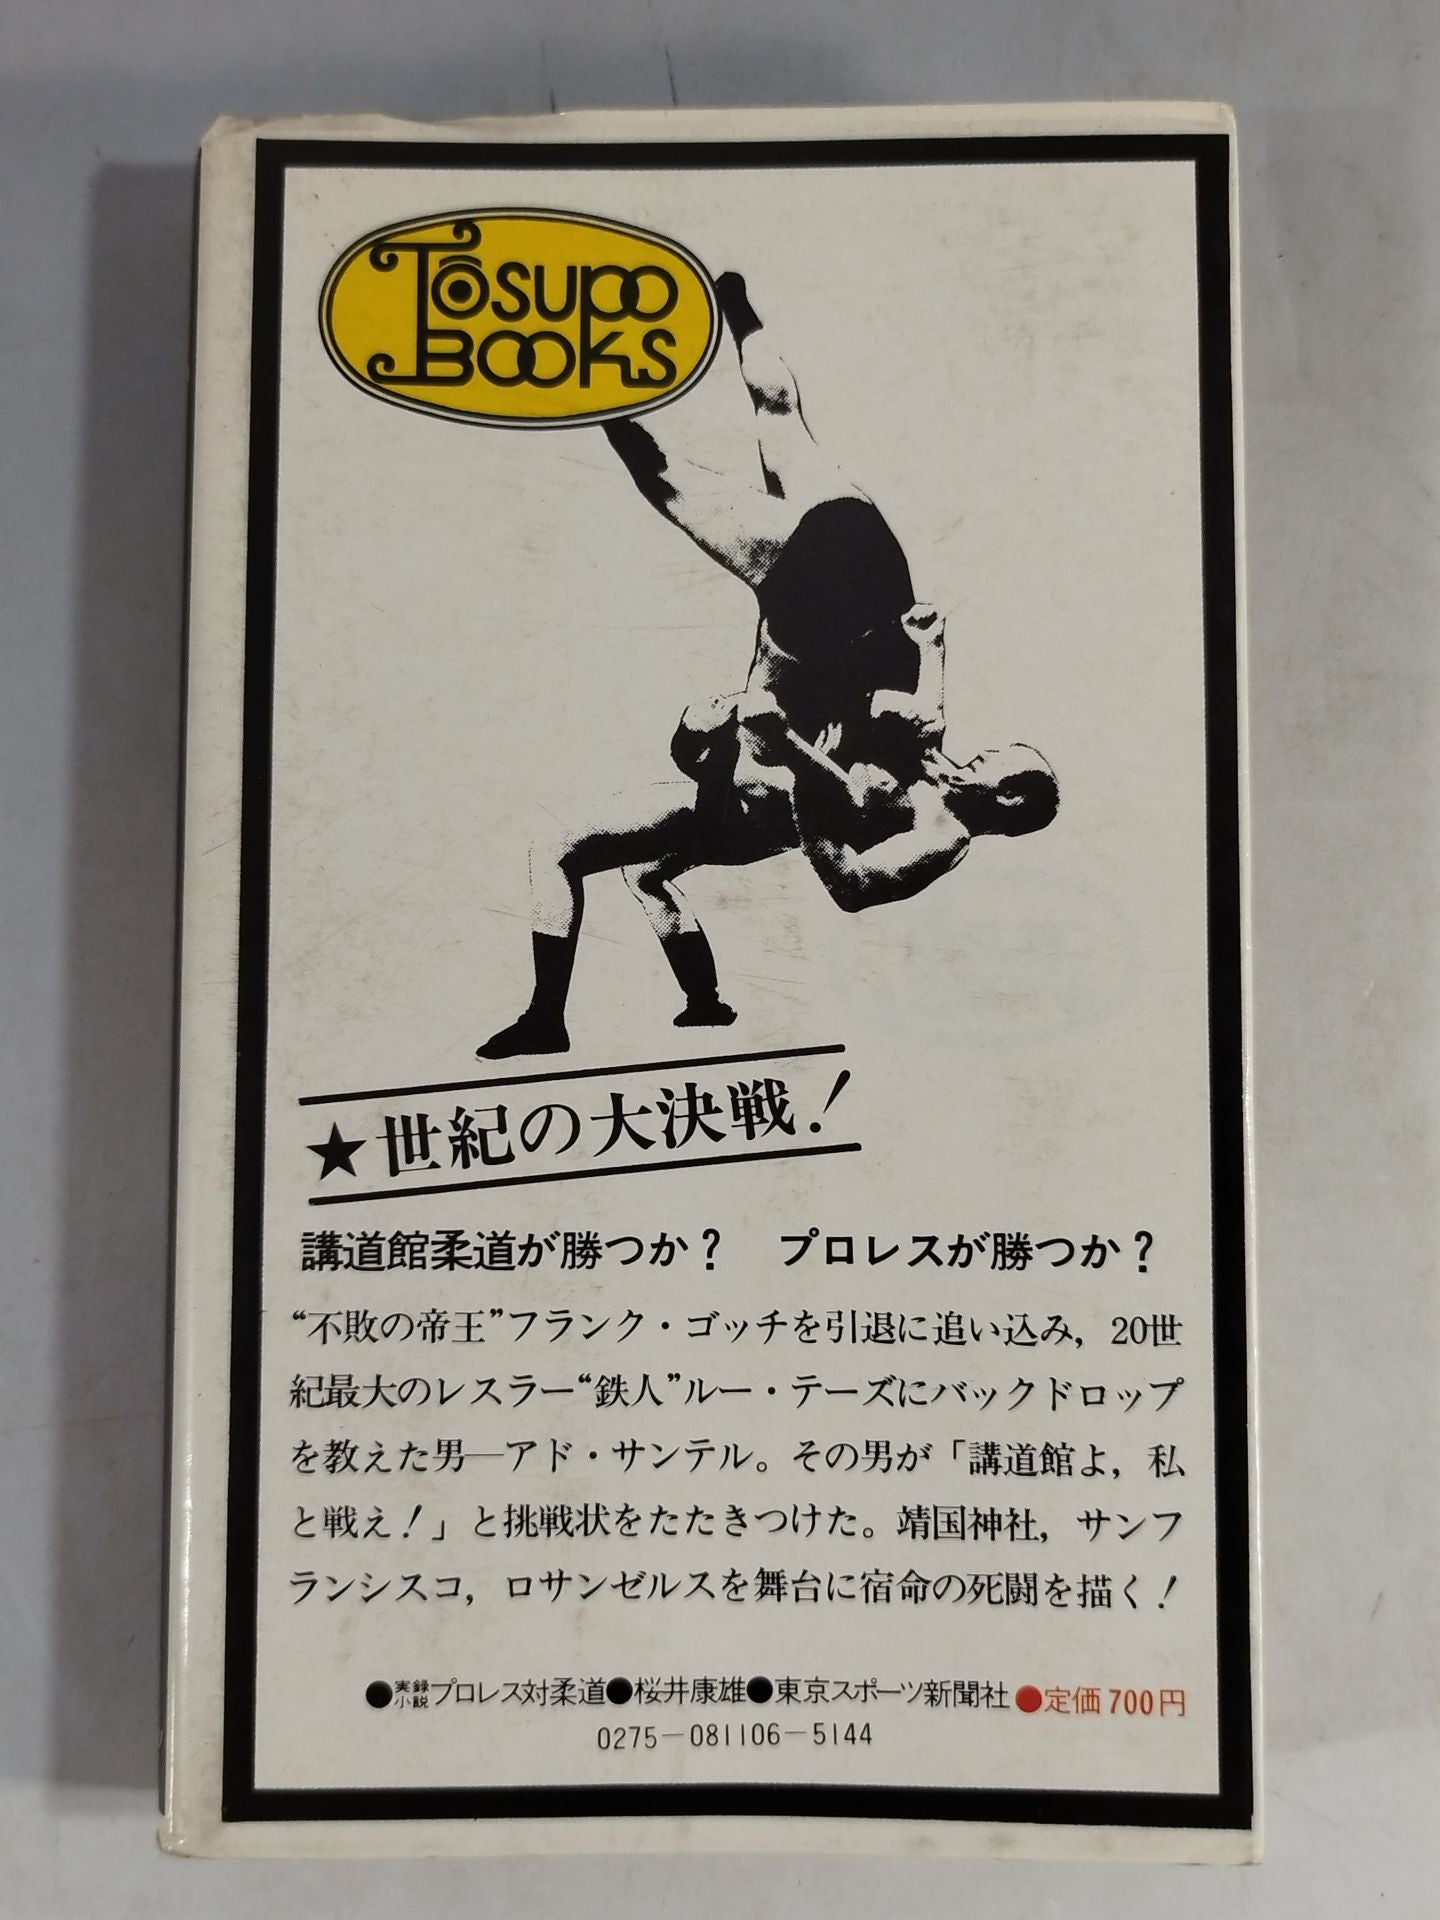 TŌSUPO
BOOKS
★世紀の大決戦！
講道館柔道が勝つか？　プロレスが勝つか？
“不敗の帝王”フランク・ゴッチを引退に追い込み，20世
紀最大のレスラー“鉄人”ルー・テーズにバックドロップ
を教えた男―アド・サンテル。その男が「講道館よ，私
と戦え！」と挑戦状をたたきつけた。靖国神社，サンフ
ランシスコ，ロサンゼルスを舞台に宿命の死闘を描く！
●実録小説プロレス対柔道●桜井康雄●東京スポーツ新聞社●定価700円
0275－081106－5144